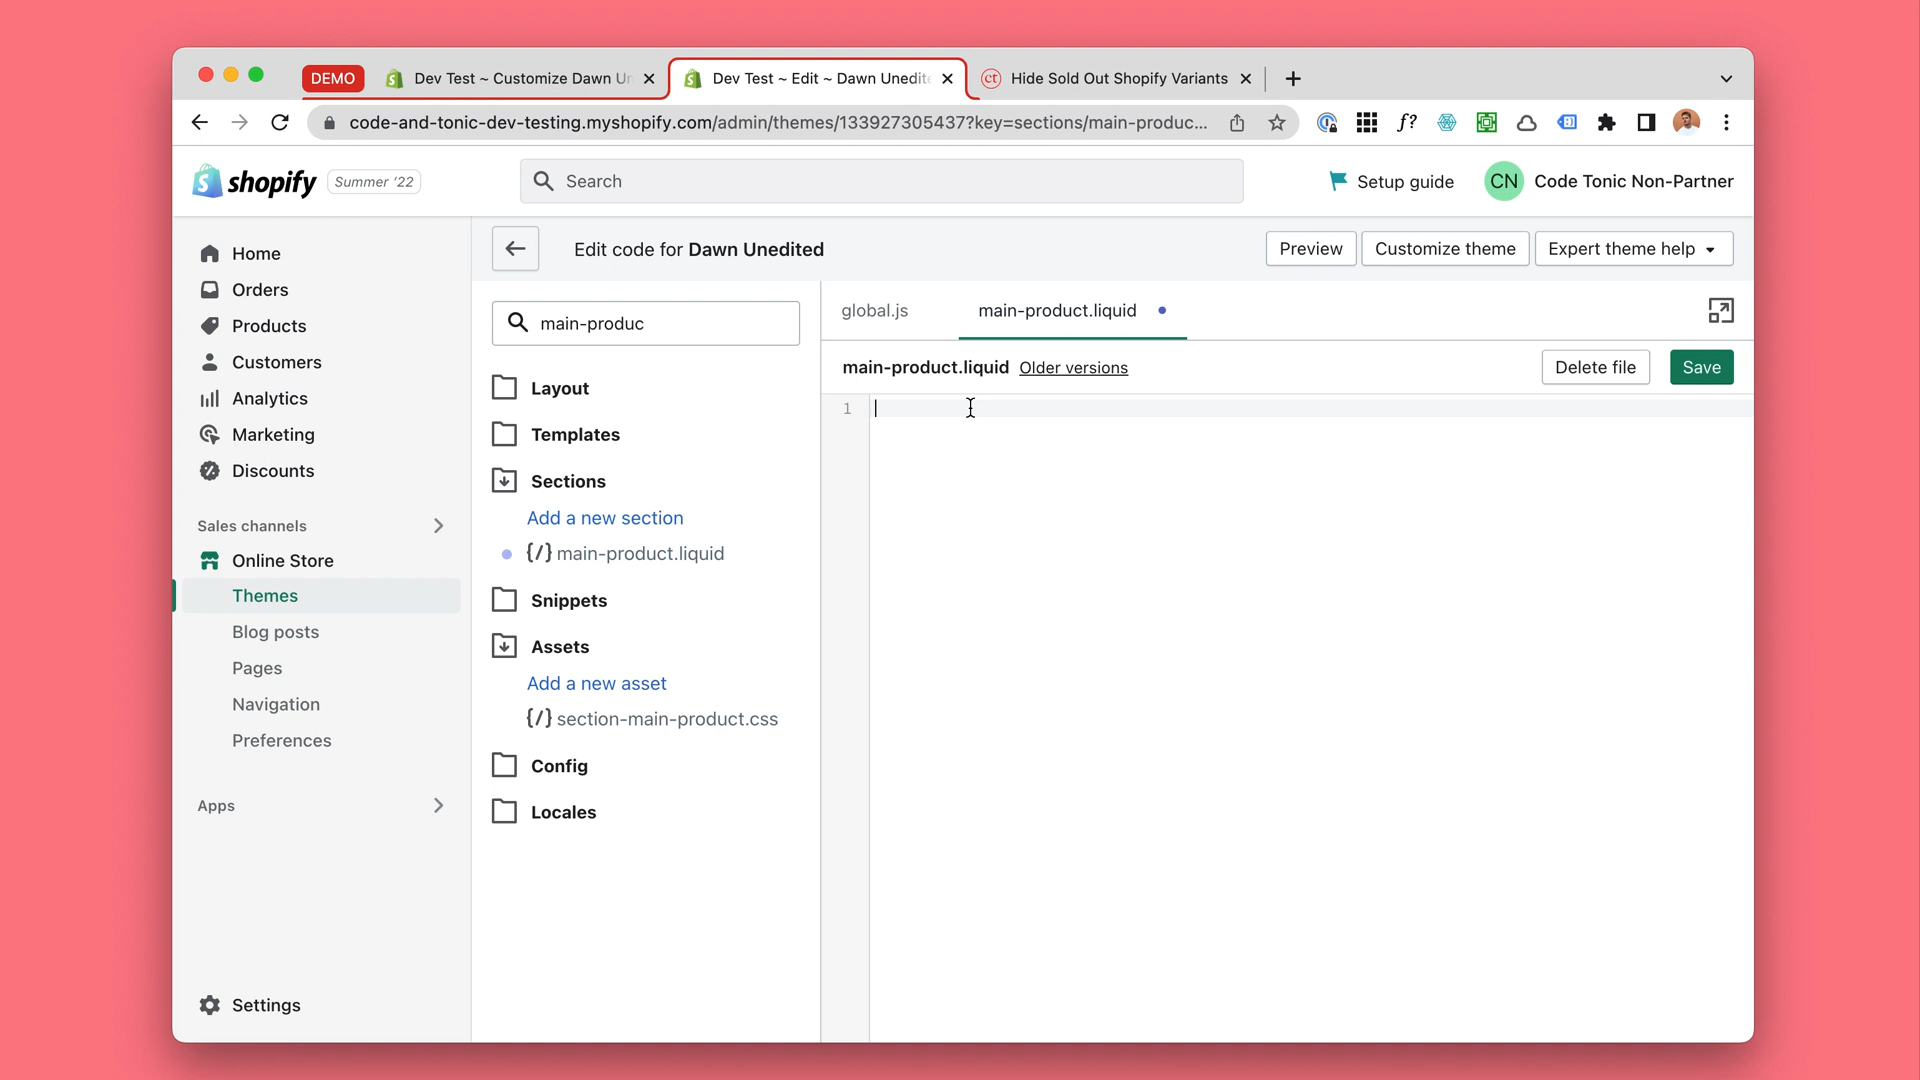 DEMO
Dev Test ~ Customize Dawn Un
Dev Test ~ Edit ~ Dawn Unedite
ct
Hide Sold Out Shopify Variants
code-and-tonic-dev-testing.myshopify.com/admin/themes/133927305437?key=sections/main-produc...
f?
shopify
Summer '22
Search
Setup guide
CN
Code Tonic Non-Partner
Home
Orders
Products
Customers
Analytics
Marketing
Discounts
Sales channels
Online Store
Themes
Blog posts
Pages
Navigation
Preferences
Apps
Settings
Edit code for Dawn Unedited
Preview
Customize theme
Expert theme help
main-produc
Layout
Templates
Sections
Add a new section
{/} main-product.liquid
Snippets
Assets
Add a new asset
{/} section-main-product.css
Config
Locales
global.js
main-product.liquid
main-product.liquid Older versions
Delete file
Save
1